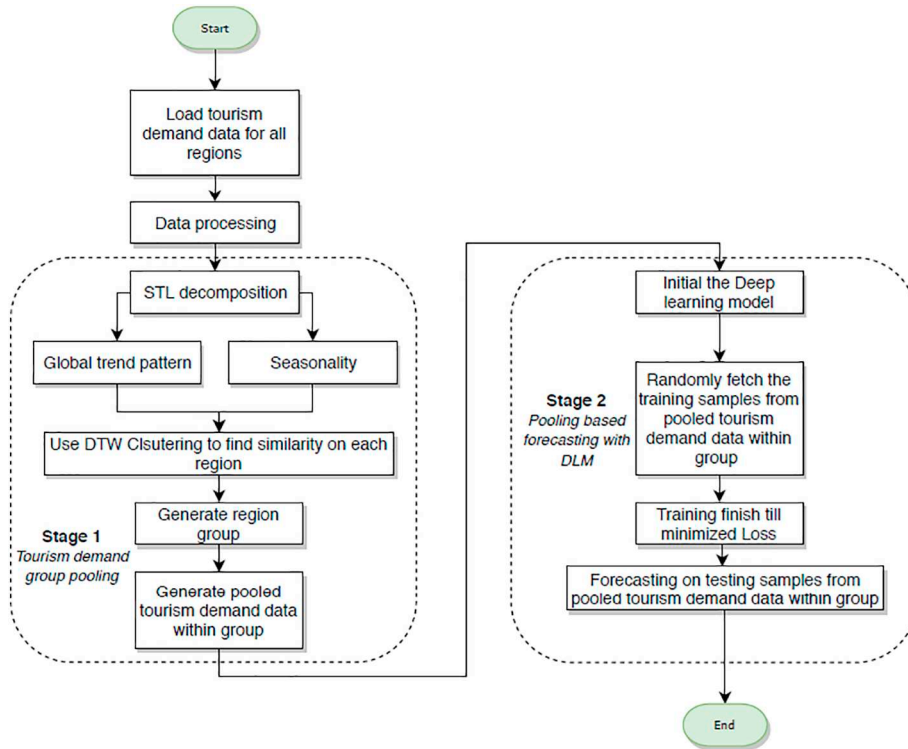 Start
Load tourism
demand data for all
regions
Data processing
STL decomposition
Global trend pattern
Seasonality
Use DTW Clsutering to find similarity on each
region
Generate region
group
Stage 1
Tourism demand
group pooling
Generate pooled
tourism demand data
within group
Initial the Deep
learning model
Randomly fetch the
training samples from
pooled tourism
demand data within
group
Stage 2
Pooling based
forecasting with
DLM
Training finish till
minimized Loss
Forecasting on testing samples from
pooled tourism demand data within group
End